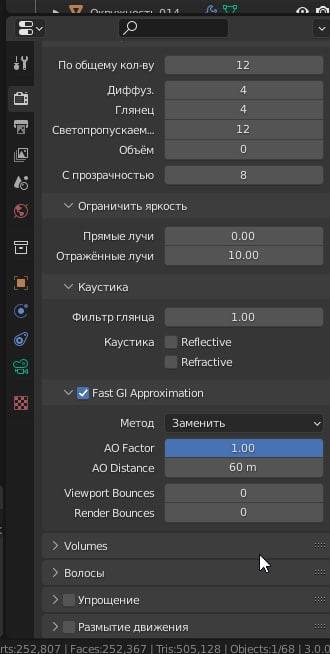 Окружность.014
По общему кол-ву 12
Диффуз. 4
Глянец 4
Светопропускаем... 12
Объём 0
С прозрачностью 8
Ограничить яркость
Прямые лучи 0.00
Отражённые лучи 10.00
Каустика
Фильтр глянца 1.00
Каустика Reflective
Refractive
Fast GI Approximation
Метод Заменить
AO Factor 1.00
AO Distance 60 m
Viewport Bounces 0
Render Bounces 0
Volumes
Волосы
Упрощение
Размытие движения
rts:252,807 | Faces:252,367 | Tris:505,128 | Objects:1/68 | 3.0.0